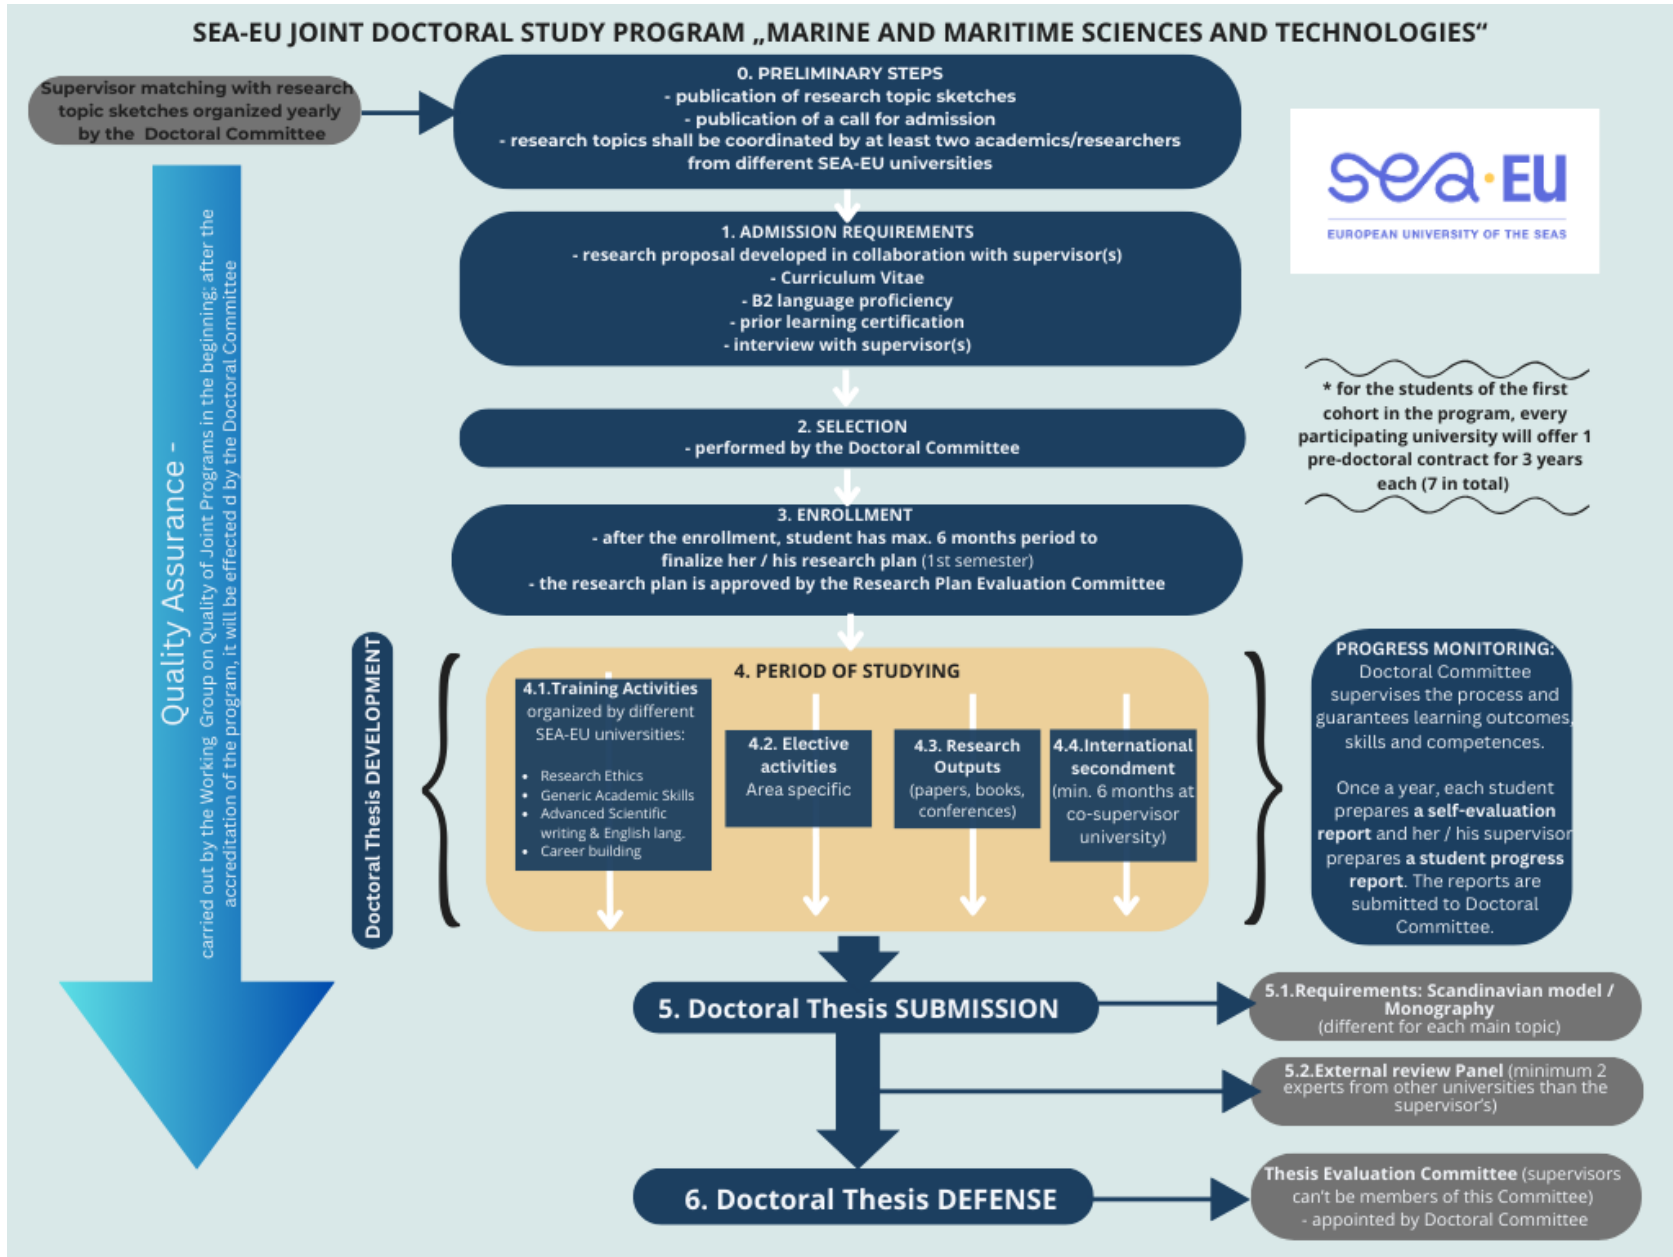 SEA-EU JOINT DOCTORAL STUDY PROGRAM „MARINE AND MARITIME SCIENCES AND TECHNOLOGIES“
Supervisor matching with research
topic sketches organized yearly
by the Doctoral Committee
0. PRELIMINARY STEPS
- publication of research topic sketches
- publication of a call for admission
- research topics shall be coordinated by at least two academics/researchers
from different SEA-EU universities
sea·EU
EUROPEAN UNIVERSITY OF THE SEAS
1. ADMISSION REQUIREMENTS
- research proposal developed in collaboration with supervisor(s)
- Curriculum Vitae
- B2 language proficiency
- prior learning certification
- interview with supervisor(s)
* for the students of the first
cohort in the program, every
participating university will offer 1
pre-doctoral contract for 3 years
each (7 in total)
2. SELECTION
- performed by the Doctoral Committee
3. ENROLLMENT
- after the enrollment, student has max. 6 months period to
finalize her / his research plan (1st semester)
- the research plan is approved by the Research Plan Evaluation Committee
Quality Assurance -
carried out by the Working Group on Quality of Joint Programs in the beginning; after the
accreditation of the program, it will be effected d by the Doctoral Committee
Doctoral Thesis DEVELOPMENT
4. PERIOD OF STUDYING
4.1.Training Activities
organized by different
SEA-EU universities:
• Research Ethics
• Generic Academic Skills
• Advanced Scientific
writing & English lang.
• Career building
4.2. Elective
activities
Area specific
4.3. Research
Outputs
(papers, books,
conferences)
4.4.International
secondment
(min. 6 months at
co-supervisor
university)
PROGRESS MONITORING:
Doctoral Committee
supervises the process and
guarantees learning outcomes,
skills and competences.
Once a year, each student
prepares a self-evaluation
report and her / his supervisor
prepares a student progress
report. The reports are
submitted to Doctoral
Committee.
5. Doctoral Thesis SUBMISSION
5.1.Requirements: Scandinavian model /
Monography
(different for each main topic)
5.2.External review Panel (minimum 2
experts from other universities than the
supervisor's)
6. Doctoral Thesis DEFENSE
Thesis Evaluation Committee (supervisors
can't be members of this Committee)
- appointed by Doctoral Committee